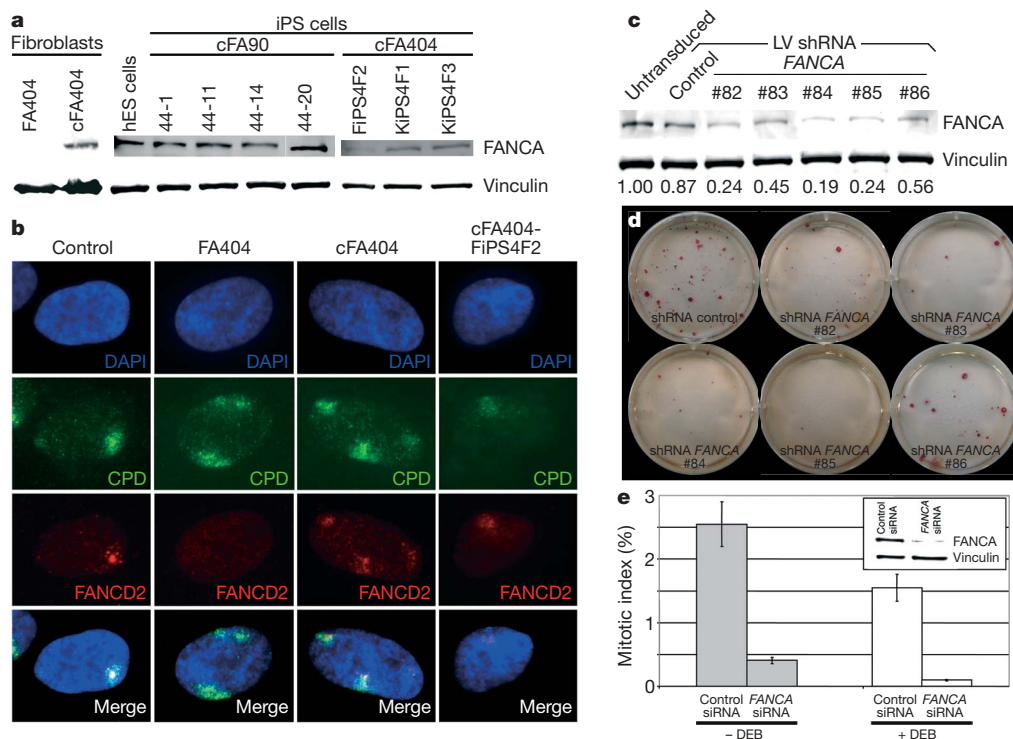 a
iPS cells
Fibroblasts
cFA90
cFA404
FA404
cFA404
hES cells
44-1
44-11
44-14
44-20
FiPS4F2
KiPS4F1
KiPS4F3
FANCA
Vinculin
b
Control
FA404
cFA404
cFA404-
FiPS4F2
DAPI
DAPI
DAPI
DAPI
CPD
CPD
CPD
CPD
FANCD2
FANCD2
FANCD2
FANCD2
Merge
Merge
Merge
Merge
c
Untransduced
Control
LV shRNA
FANCA
#82 #83 #84 #85 #86
FANCA
Vinculin
1.00 0.87 0.24 0.45 0.19 0.24 0.56
d
shRNA control
shRNA FANCA
#82
shRNA FANCA
#83
shRNA FANCA
#84
shRNA FANCA
#85
shRNA FANCA
#86
e
Mitotic index (%)
3
2
1
0
Control
siRNA
FANCA
siRNA
FANCA
Vinculin
Control
siRNA
FANCA
siRNA
Control
siRNA
FANCA
siRNA
– DEB
+ DEB